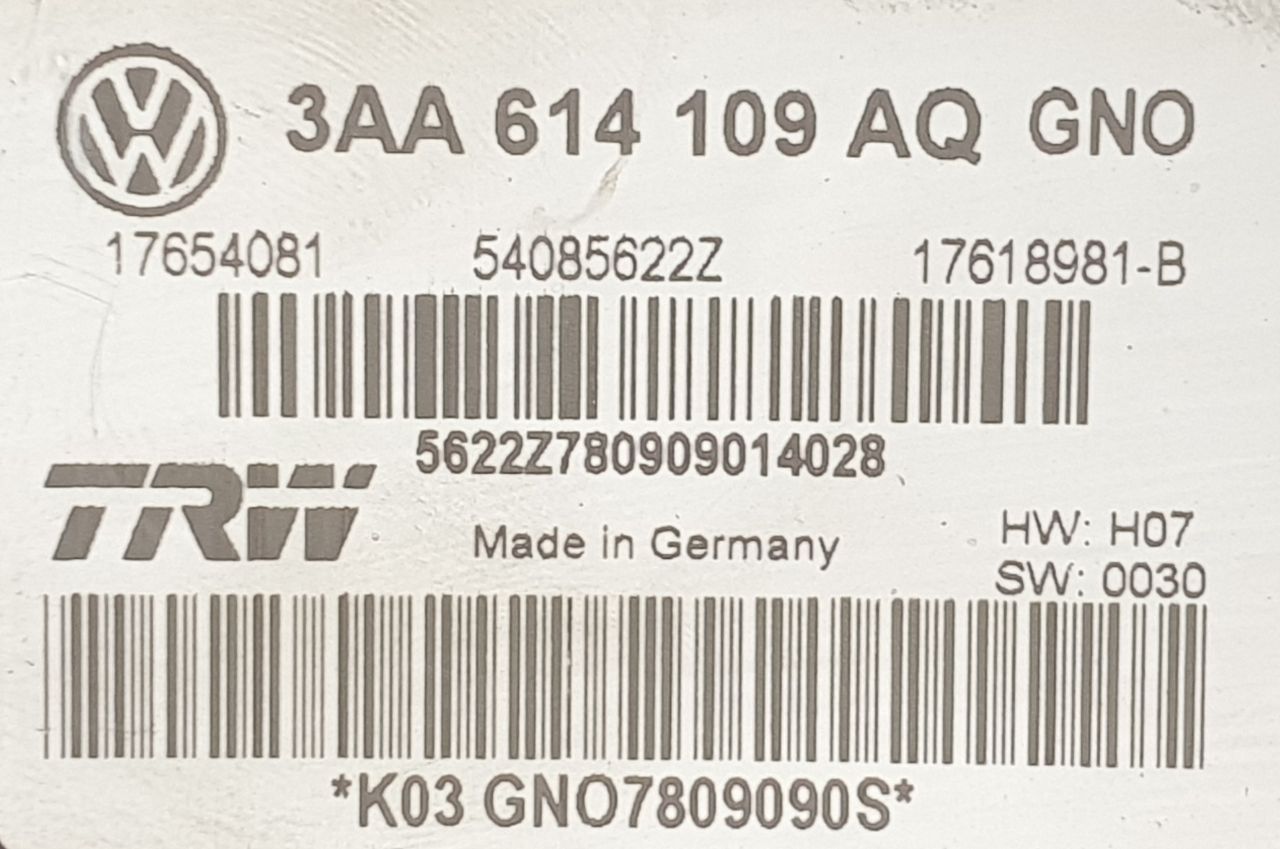 3AA 614 109 AQ GNO
17654081 54085622Z 17618981-B
5622Z780909014028
TRW
Made in Germany
HW: H07
SW: 0030
*K03 GNO7809090S*